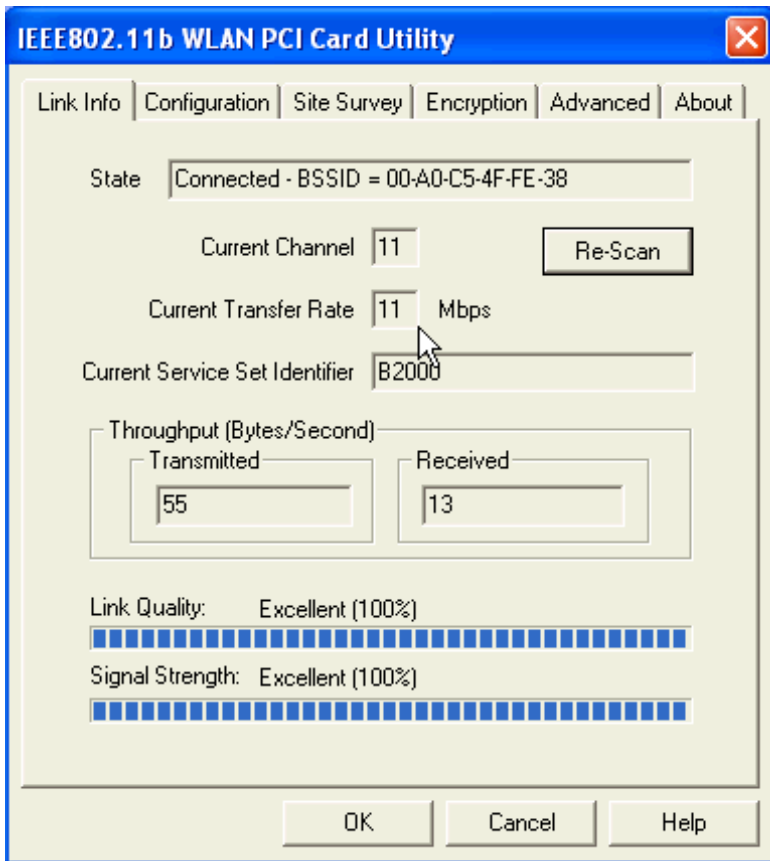 IEEE802.11b WLAN PCI Card Utility
Link Info Configuration Site Survey Encryption Advanced About
State Connected - BSSID = 00-A0-C5-4F-FE-38
Current Channel 11 Re-Scan
Current Transfer Rate 11 Mbps
Current Service Set Identifier B2000
Throughput (Bytes/Second)
Transmitted Received
55 13
Link Quality: Excellent (100%)
Signal Strength: Excellent (100%)
OK Cancel Help